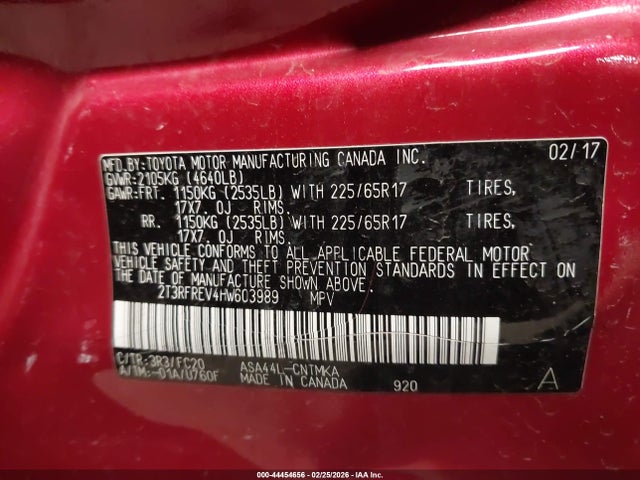 MFD.BY:TOYOTA MOTOR MANUFACTURING CANADA INC. 02/17
GVWR:2105KG (4640LB)
GAWR:FRT. 1150KG (2535LB) WITH 225/65R17 TIRES,
17X7.0J RIMS.
RR. 1150KG (2535LB) WITH 225/65R17 TIRES,
17X7.0J RIMS.
THIS VEHICLE CONFORMS TO ALL APPLICABLE FEDERAL MOTOR
VEHICLE SAFETY AND THEFT PREVENTION STANDARDS IN EFFECT ON
THE DATE OF MANUFACTURE SHOWN ABOVE.
2T3RFREV4HW603989 MPV
C/TR:3R3/FC20 ASA44L-CNTMKA
A/TM:-01A/U760F MADE IN CANADA 920 A
000-44454656 - 02/25/2026 - IAA Inc.